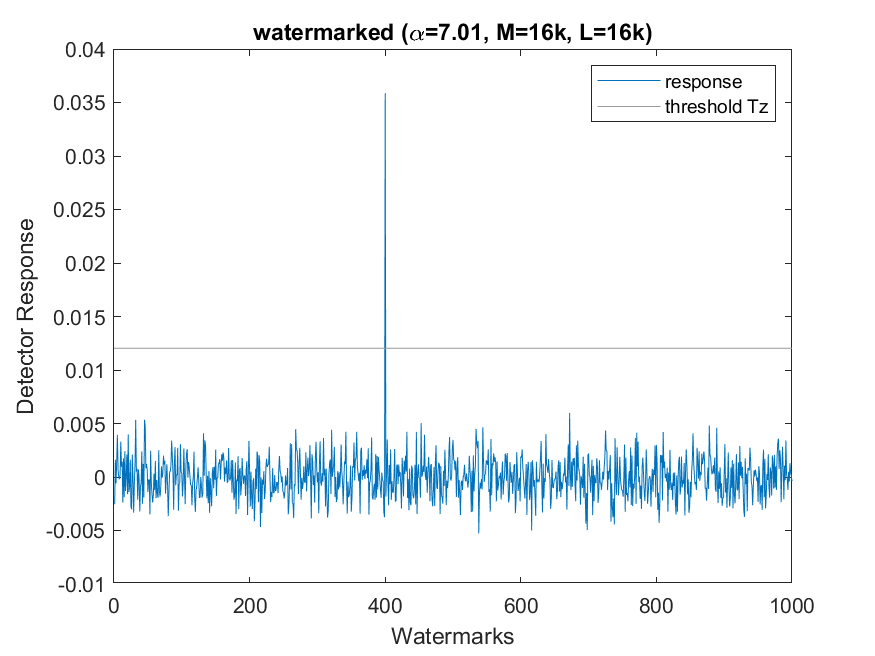 watermarked (α=7.01, M=16k, L=16k)
response
threshold Tz
0.04
0.035
0.03
0.025
0.02
0.015
0.01
0.005
0
-0.005
-0.01
Detector Response
0 200 400 600 800 1000
Watermarks